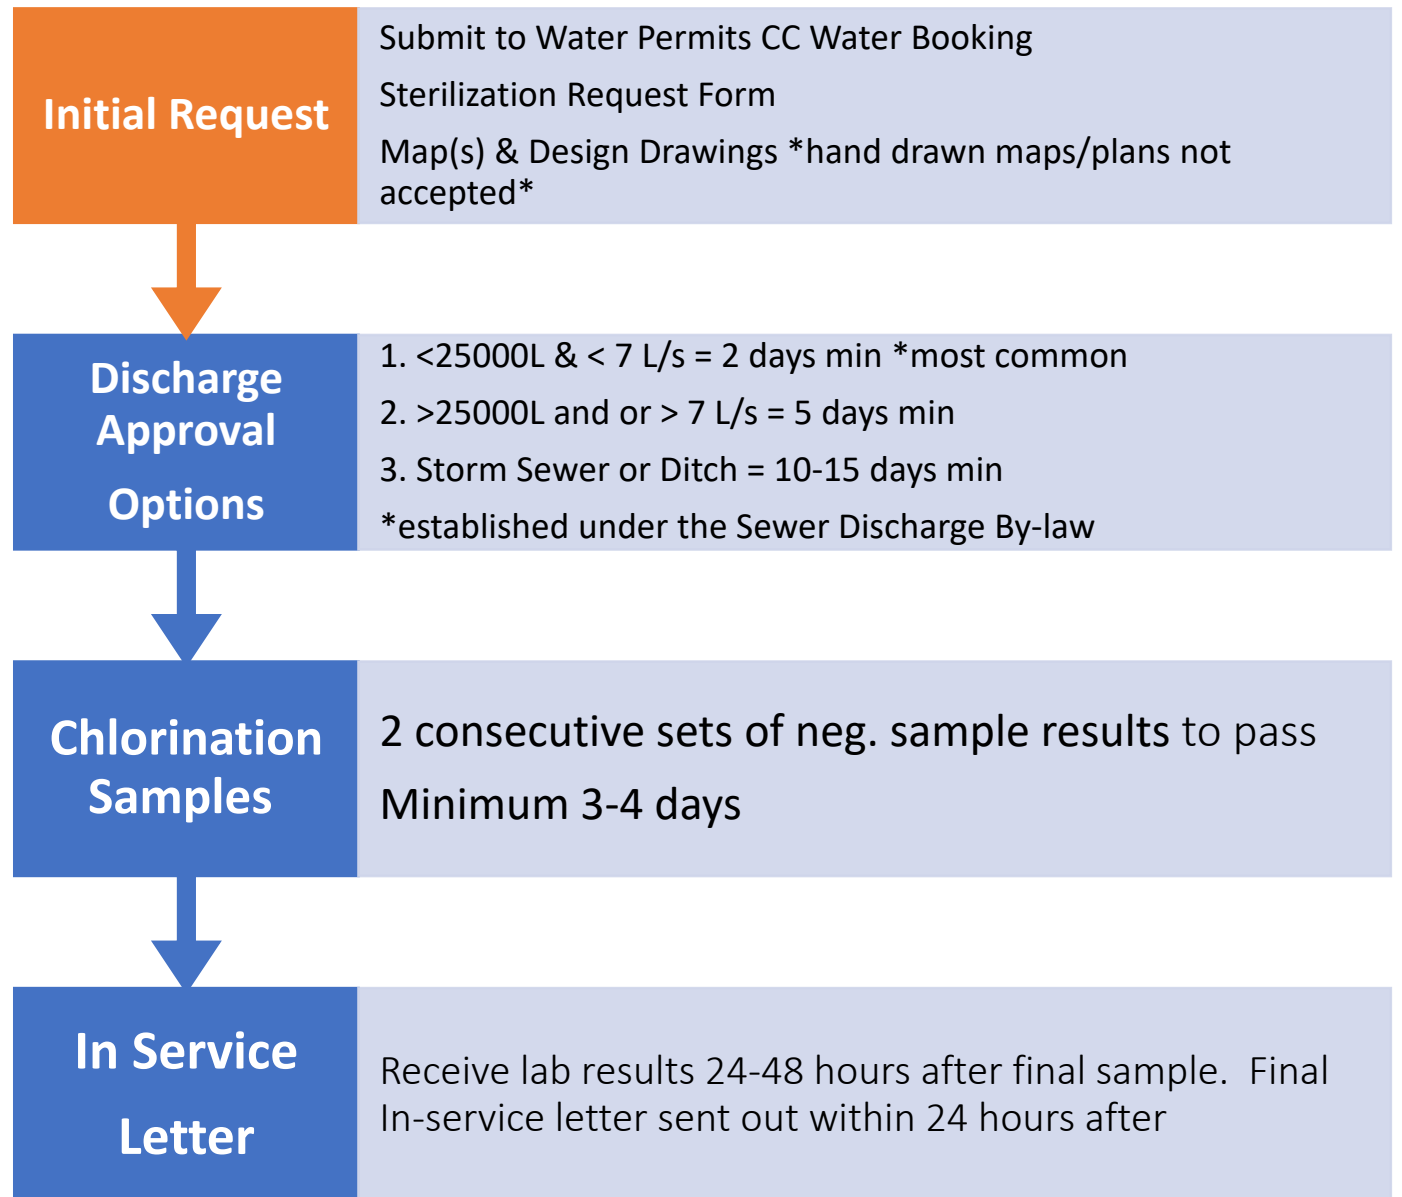 Initial Request
Submit to Water Permits CC Water Booking
Sterilization Request Form
Map(s) & Design Drawings *hand drawn maps/plans not
accepted*
Discharge
Approval
Options
1. <25000L & < 7 L/s = 2 days min *most common
2. >25000L and or > 7 L/s = 5 days min
3. Storm Sewer or Ditch = 10-15 days min
*established under the Sewer Discharge By-law
Chlorination
Samples
2 consecutive sets of neg. sample results to pass
Minimum 3-4 days
In Service
Letter
Receive lab results 24-48 hours after final sample.  Final
In-service letter sent out within 24 hours after